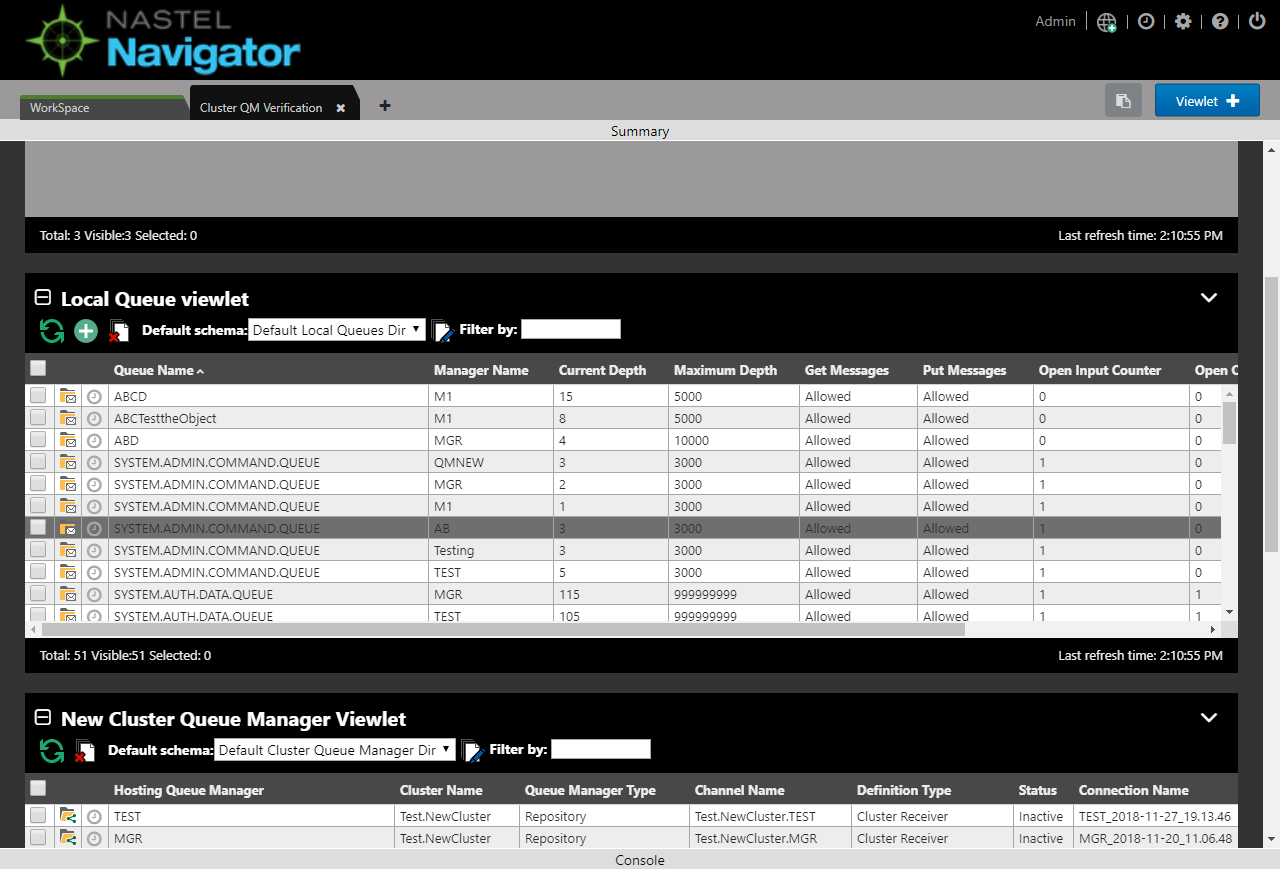 NASTEL
Navigator
Admin
WorkSpace
Cluster QM Verification
Viewlet
Summary
Total: 3 Visible:3 Selected: 0 Last refresh time: 2:10:55 PM
Local Queue viewlet
Default schema: Default Local Queues Dir Filter by:
Queue Name Manager Name Current Depth Maximum Depth Get Messages Put Messages Open Input Counter Open
ABCD M1 15 5000 Allowed Allowed 0 0
ABCTesttheObject M1 8 5000 Allowed Allowed 0 0
ABD MGR 4 10000 Allowed Allowed 0 0
SYSTEM.ADMIN.COMMAND.QUEUE QMNEW 3 3000 Allowed Allowed 1 0
SYSTEM.ADMIN.COMMAND.QUEUE MGR 2 3000 Allowed Allowed 1 0
SYSTEM.ADMIN.COMMAND.QUEUE M1 1 3000 Allowed Allowed 1 0
SYSTEM.ADMIN.COMMAND.QUEUE AB 3 3000 Allowed Allowed 1 0
SYSTEM.ADMIN.COMMAND.QUEUE Testing 3 3000 Allowed Allowed 1 0
SYSTEM.ADMIN.COMMAND.QUEUE TEST 5 3000 Allowed Allowed 1 0
SYSTEM.AUTH.DATA.QUEUE MGR 115 999999999 Allowed Allowed 1 1
SYSTEM.AUTH.DATA.QUEUE TEST 105 999999999 Allowed Allowed 1 1
Total: 51 Visible:51 Selected: 0 Last refresh time: 2:10:55 PM
New Cluster Queue Manager Viewlet
Default schema: Default Cluster Queue Manager Dir Filter by:
Hosting Queue Manager Cluster Name Queue Manager Type Channel Name Definition Type Status Connection Name
TEST Test.NewCluster Repository Test.NewCluster.TEST Cluster Receiver Inactive TEST_2018-11-27_19.13.46
MGR Test.NewCluster Repository Test.NewCluster.MGR Cluster Receiver Inactive MGR_2018-11-20_11.06.48
Console